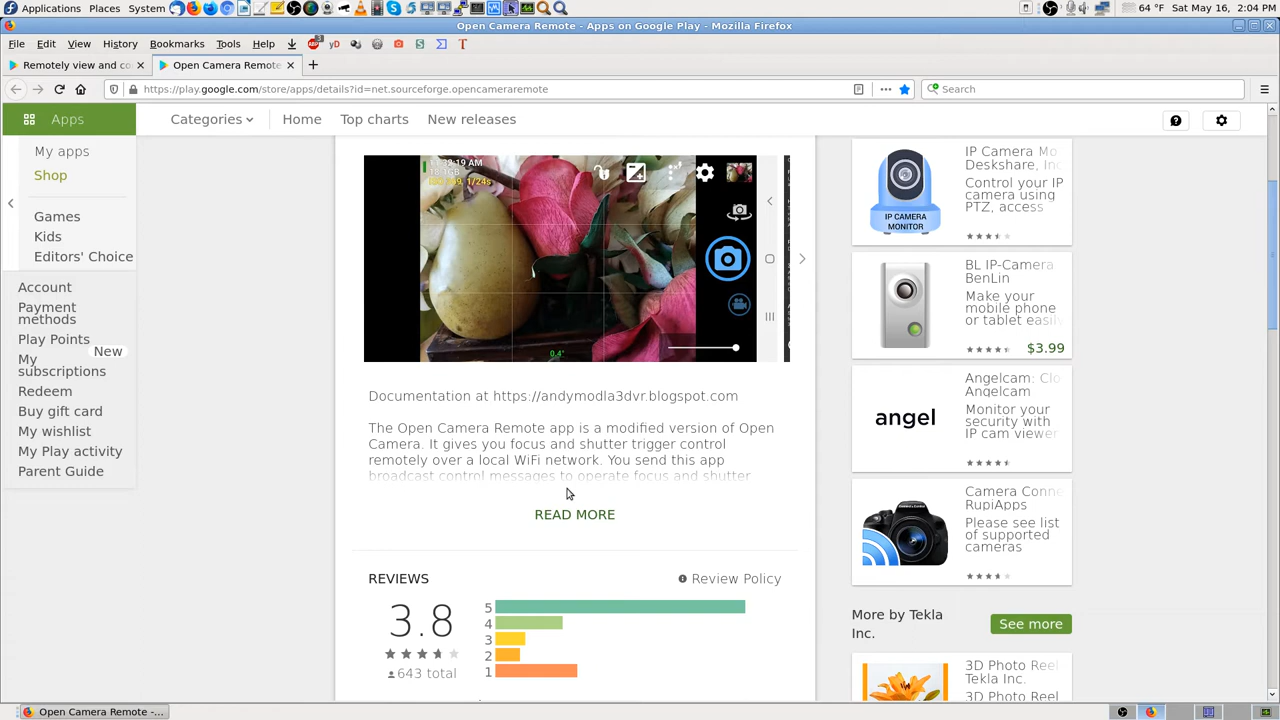 Applications Places System 64 °F Sat May 16, 2:04 PM
Open Camera Remote - Apps on Google Play - Mozilla Firefox
File Edit View History Bookmarks Tools Help
Remotely view and co Open Camera Remote
https://play.google.com/store/apps/details?id=net.sourceforge.opencameraremote
Search
Apps
Categories Home Top charts New releases
My apps
Shop
Games
Kids
Editors' Choice
Account
Payment methods
Play Points
New
My subscriptions
Redeem
Buy gift card
My wishlist
My Play activity
Parent Guide
11:38:19 AM
0.4°
Documentation at https://andymodla3dvr.blogspot.com
The Open Camera Remote app is a modified version of Open
Camera. It gives you focus and shutter trigger control
remotely over a local WiFi network. You send this app
broadcast control messages to operate focus and shutter
READ MORE
REVIEWS
Review Policy
3.8
643 total
5
4
3
2
1
IP Camera Mo
Deskshare, Inc
Control your IP
camera using
PTZ, access
IP CAMERA
MONITOR
BL IP-Camera
BenLin
Make your
mobile phone
or tablet easily
$3.99
Angelcam: Clo
Angelcam
Monitor your
security with
IP cam viewer
angel
Camera Conne
RupiApps
Please see list
of supported
cameras
More by Tekla
Inc.
See more
3D Photo Reel
Tekla Inc.
3D Photo Reel
Open Camera Remote -...